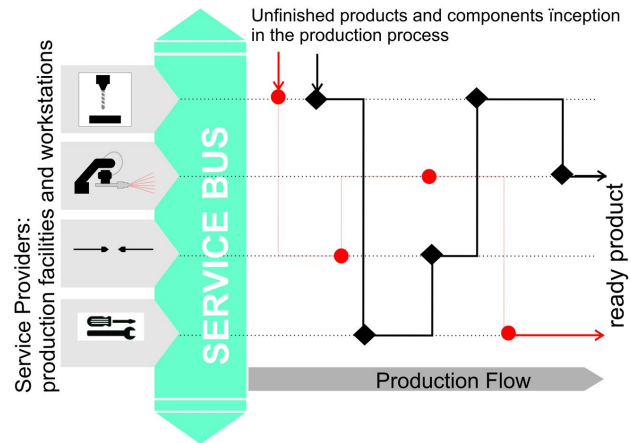 Unfinished products and components ïnception
in the production process
Service Providers:
production facilities and workstations
SERVICE BUS
ready product
Production Flow